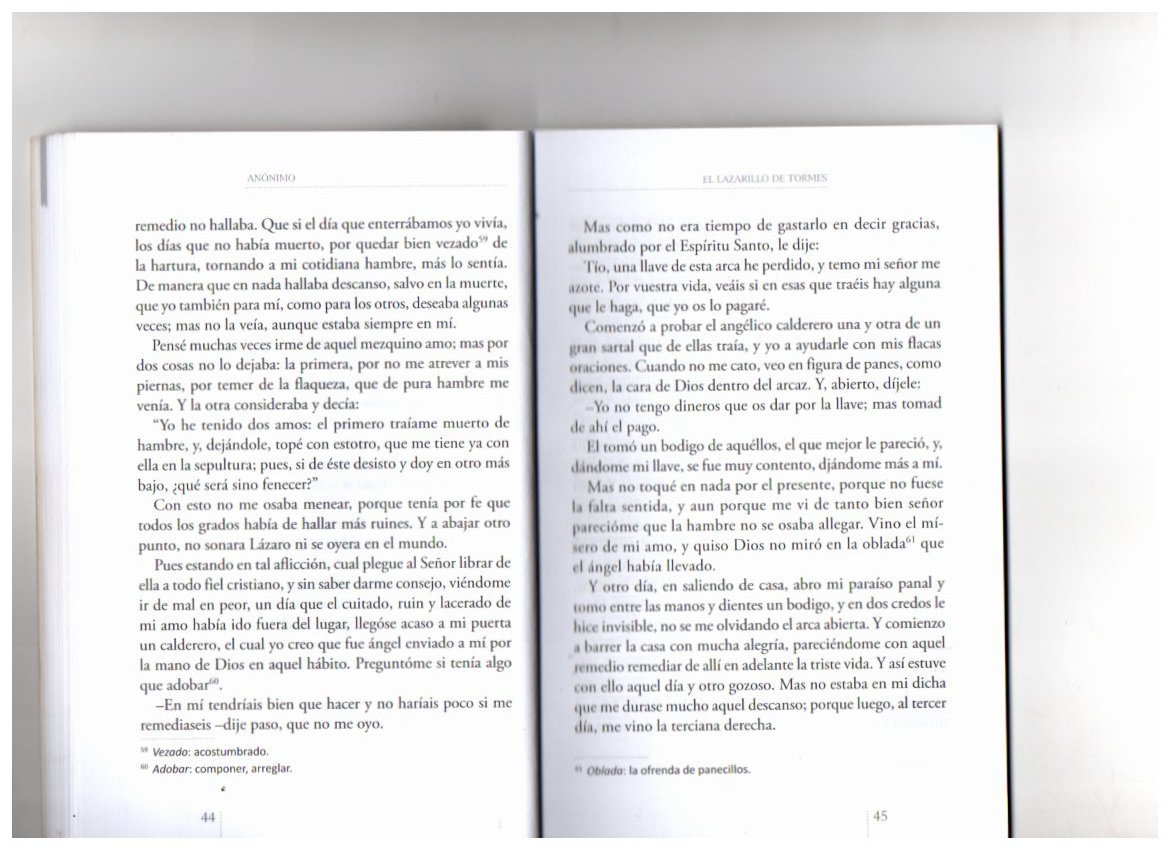 ANÓNIMO
remedio no hallaba. Que si el día que enterrábamos yo vivía,
los días que no había muerto, por quedar bien vezado⁵⁹ de
la hartura, tornando a mi cotidiana hambre, más lo sentía.
De manera que en nada hallaba descanso, salvo en la muerte,
que yo también para mí, como para los otros, deseaba algunas
veces; mas no la veía, aunque estaba siempre en mí.
Pensé muchas veces irme de aquel mezquino amo; mas por
dos cosas no lo dejaba: la primera, por no me atrever a mis
piernas, por temer de la flaqueza, que de pura hambre me
venía. Y la otra consideraba y decía:
“Yo he tenido dos amos: el primero traíame muerto de
hambre, y, dejándole, topé con estotro, que me tiene ya con
ella en la sepultura; pues, si de éste desisto y doy en otro más
bajo, ¿qué será sino fenecer?”
Con esto no me osaba menear, porque tenía por fe que
todos los grados había de hallar más ruines. Y a abajar otro
punto, no sonara Lázaro ni se oyera en el mundo.
Pues estando en tal aflicción, cual plegue al Señor librar de
ella a todo fiel cristiano, y sin saber darme consejo, viéndome
ir de mal en peor, un día que el cuitado, ruin y lacerado de
mi amo había ido fuera del lugar, llegóse acaso a mi puerta
un calderero, el cual yo creo que fue ángel enviado a mí por
la mano de Dios en aquel hábito. Preguntóme si tenía algo
que adobar⁶⁰.
–En mí tendríais bien que hacer y no haríais poco si me
remediaseis –dije paso, que no me oyo.
⁵⁹ Vezado: acostumbrado.
⁶⁰ Adobar: componer, arreglar.
44
EL LAZARILLO DE TORMES
Mas como no era tiempo de gastarlo en decir gracias,
alumbrado por el Espíritu Santo, le dije:
Tío, una llave de esta arca he perdido, y temo mi señor me
azote. Por vuestra vida, veáis si en esas que traéis hay alguna
que le haga, que yo os lo pagaré.
Comenzó a probar el angélico calderero una y otra de un
gran sartal que de ellas traía, y yo a ayudarle con mis flacas
oraciones. Cuando no me cato, veo en figura de panes, como
dicen, la cara de Dios dentro del arcaz. Y, abierto, díjele:
–Yo no tengo dineros que os dar por la llave; mas tomad
de ahí el pago.
El tomó un bodigo de aquéllos, el que mejor le pareció, y,
dándome mi llave, se fue muy contento, djándome más a mí.
Mas no toqué en nada por el presente, porque no fuese
la falta sentida, y aun porque me vi de tanto bien señor
parecióme que la hambre no se osaba allegar. Vino el mí-
sero de mi amo, y quiso Dios no miró en la oblada⁶¹ que
el ángel había llevado.
Y otro día, en saliendo de casa, abro mi paraíso panal y
tomo entre las manos y dientes un bodigo, y en dos credos le
hice invisible, no se me olvidando el arca abierta. Y comienzo
a barrer la casa con mucha alegría, pareciéndome con aquel
remedio remediar de allí en adelante la triste vida. Y así estuve
con ello aquel día y otro gozoso. Mas no estaba en mi dicha
que me durase mucho aquel descanso; porque luego, al tercer
día, me vino la terciana derecha.
⁶¹ Oblada: la ofrenda de panecillos.
45